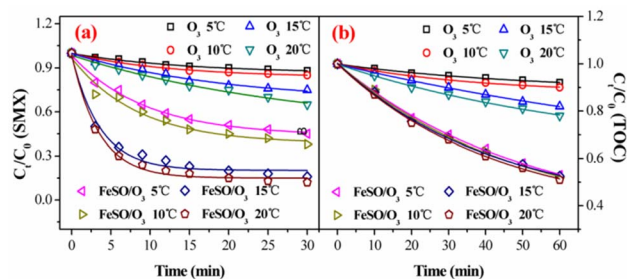 (a)
O3 5℃ O3 15℃
O3 10℃ O3 20℃
FeSO/O3 5℃ FeSO/O3 15℃
FeSO/O3 10℃ FeSO/O3 20℃
Ct/C0 (SMX)
1.2
0.9
0.6
0.3
0.0
0 5 10 15 20 25 30
Time (min)
(b)
O3 5℃ O3 15℃
O3 10℃ O3 20℃
FeSO/O3 5℃ FeSO/O3 15℃
FeSO/O3 10℃ FeSO/O3 20℃
1.2
1.0
0.8
0.6
0.4
Ct/C0 (TOC)
0 10 20 30 40 50 60
Time (min)